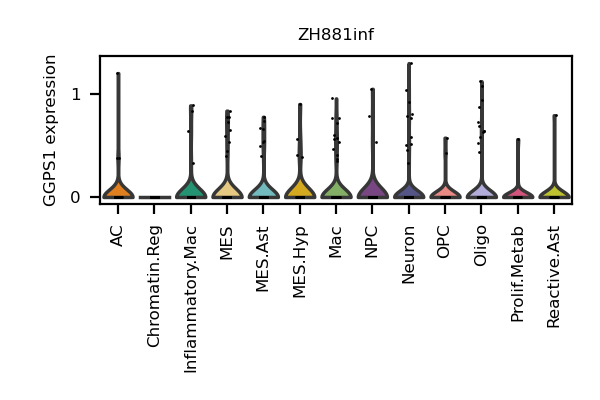 ZH881inf
GGPS1 expression
1
0
AC
Chromatin.Reg
Inflammatory.Mac
MES
MES.Ast
MES.Hyp
Mac
NPC
Neuron
OPC
Oligo
Prolif.Metab
Reactive.Ast